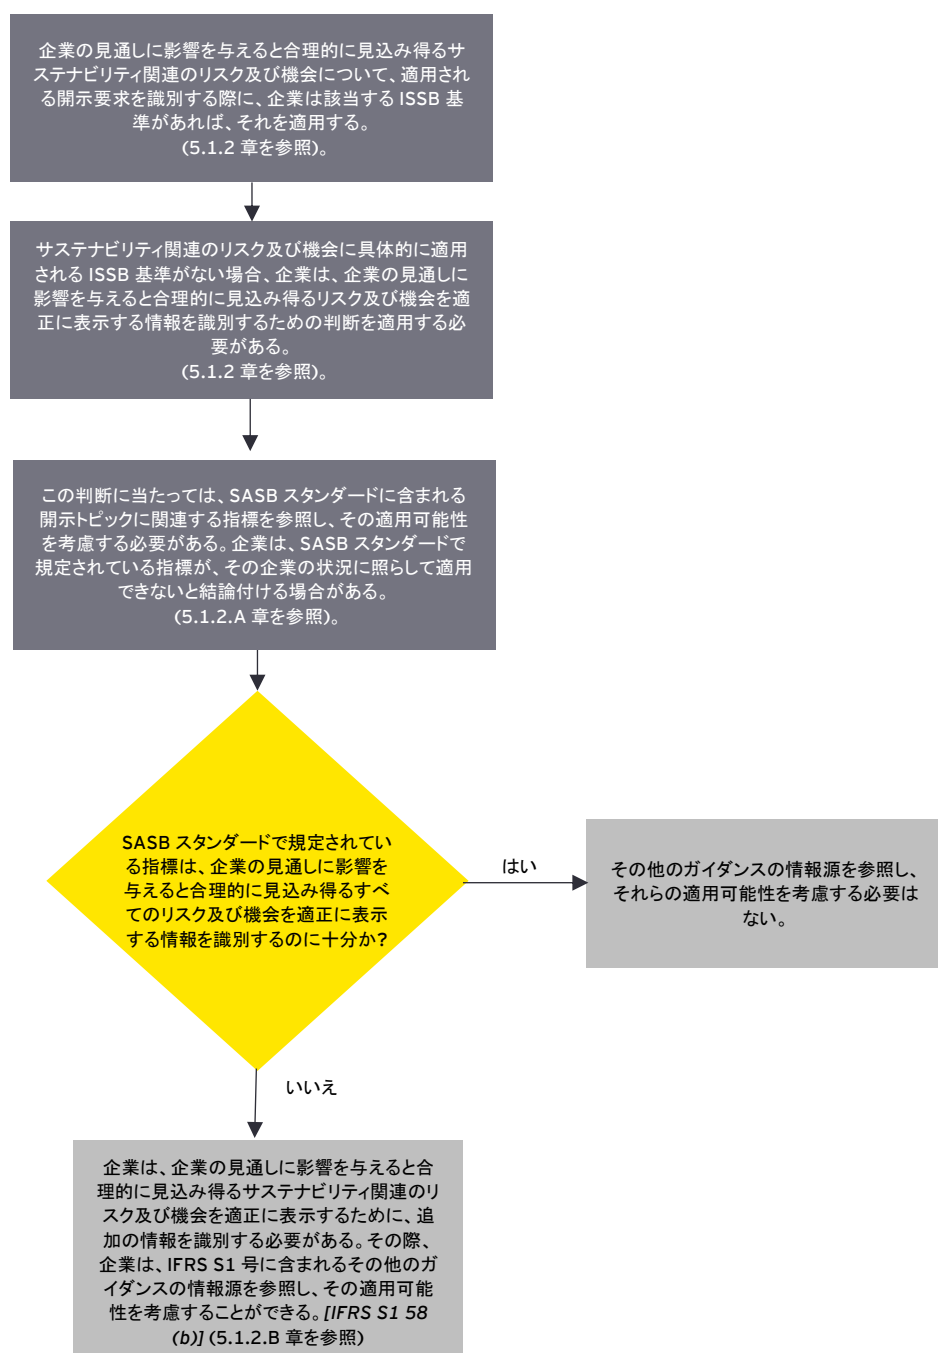 企業の見通しに影響を与えると合理的に見込み得るサ
ステナビリティ関連のリスク及び機会について、適用され
る開示要求を識別する際に、企業は該当する ISSB 基
準があれば、それを適用する。
(5.1.2 章を参照)。
サステナビリティ関連のリスク及び機会に具体的に適用
される ISSB 基準がない場合、企業は、企業の見通しに
影響を与えると合理的に見込み得るリスク及び機会を適
正に表示する情報を識別するための判断を適用する必
要がある。
(5.1.2 章を参照)。
この判断に当たっては、SASB スタンダードに含まれる
開示トピックに関連する指標を参照し、その適用可能性
を考慮する必要がある。企業は、SASB スタンダードで
規定されている指標が、その企業の状況に照らして適用
できないと結論付ける場合がある。
(5.1.2.A 章を参照)。
SASB スタンダードで規定されてい
る指標は、企業の見通しに影響を
与えると合理的に見込み得るすべ
てのリスク及び機会を適正に表示
する情報を識別するのに十分か?
はい
その他のガイダンスの情報源を参照し、
それらの適用可能性を考慮する必要は
ない。
いいえ
企業は、企業の見通しに影響を与えると合
理的に見込み得るサステナビリティ関連のリ
スク及び機会を適正に表示するために、追
加の情報を識別する必要がある。その際、
企業は、IFRS S1 号に含まれるその他のガ
イダンスの情報源を参照し、その適用可能
性を考慮することができる。[IFRS S1 58
(b)] (5.1.2.B 章を参照)